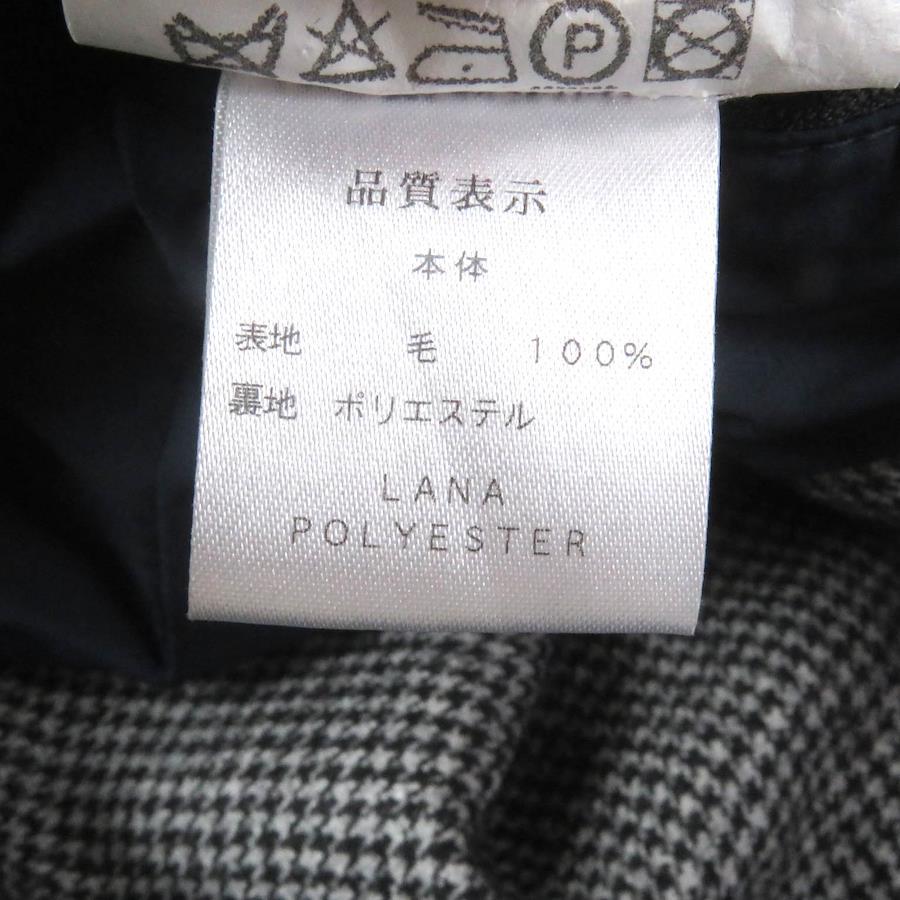 P
品質表示
本体
表地 毛 100%
裏地 ポリエステル
LANA
POLYESTER